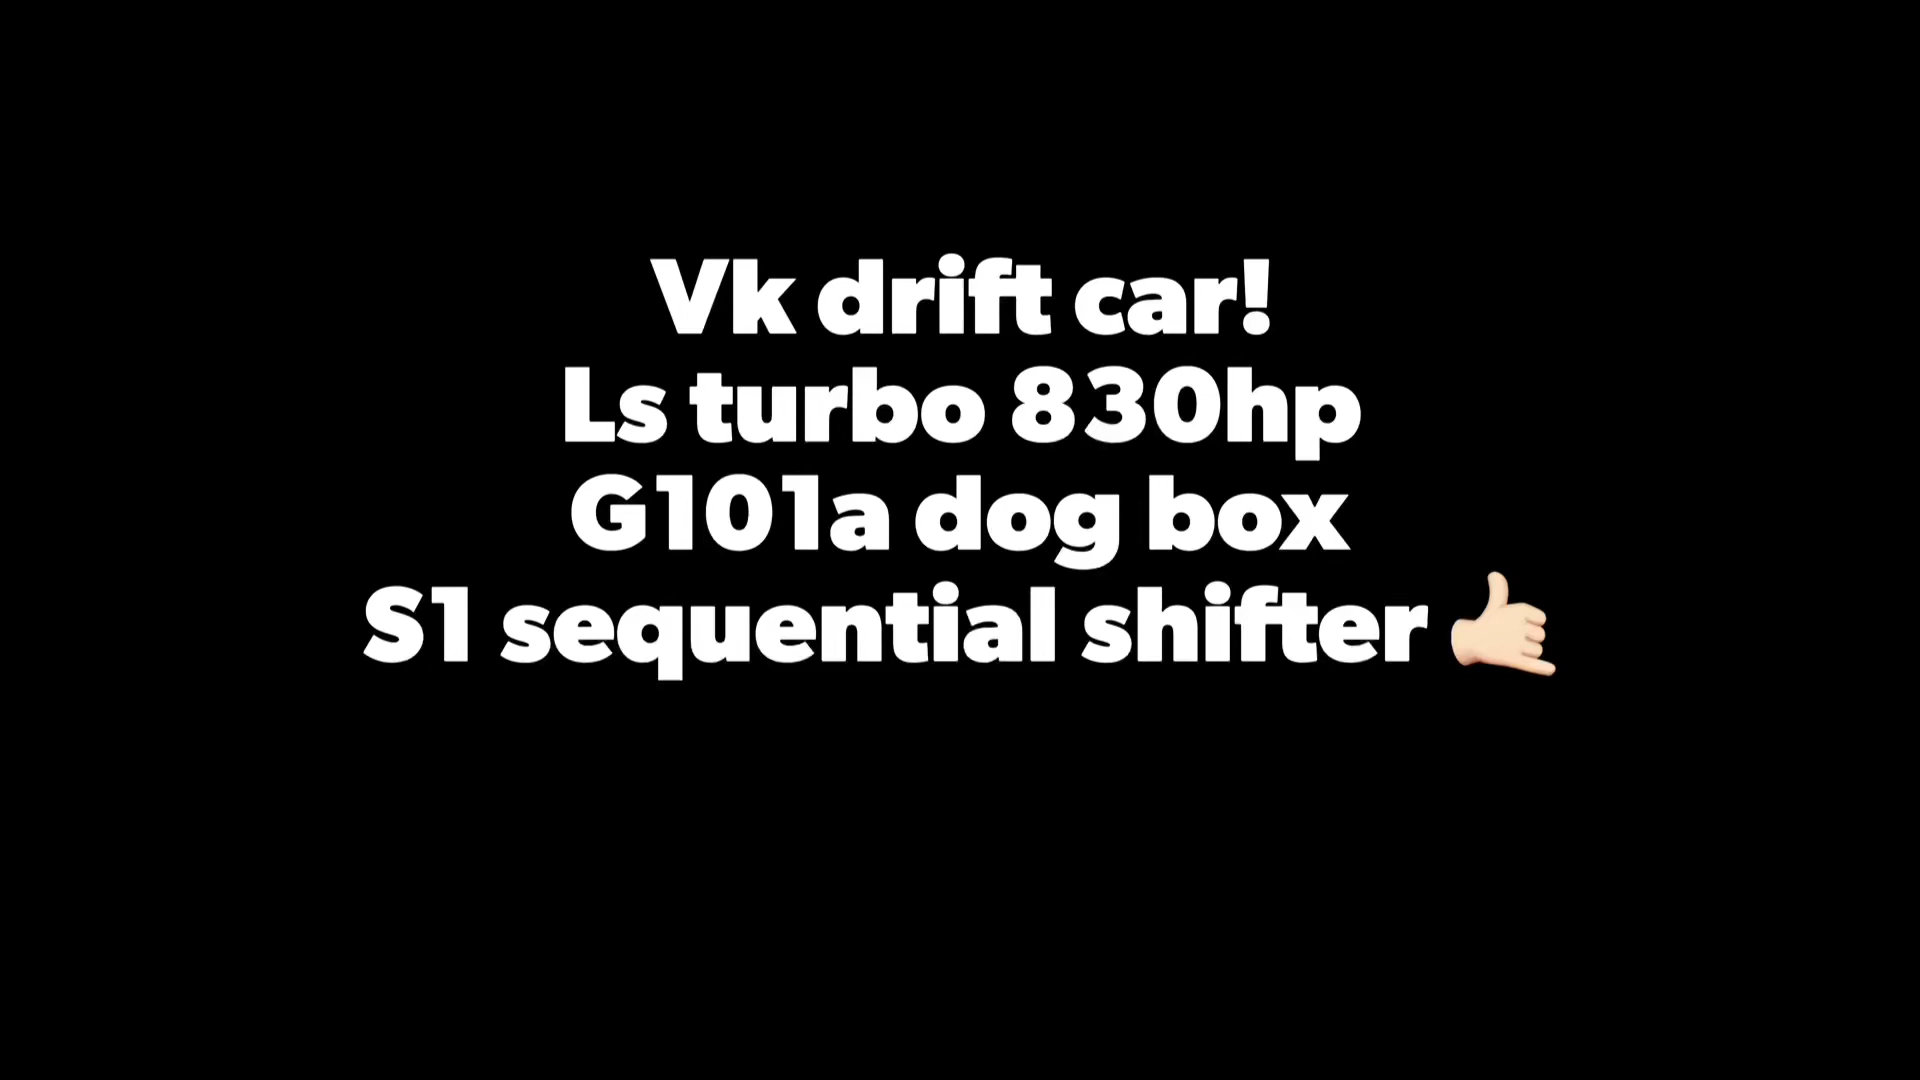 Vk drift car!
Ls turbo 830hp
G101a dog box
S1 sequential shifter 🤙🏻